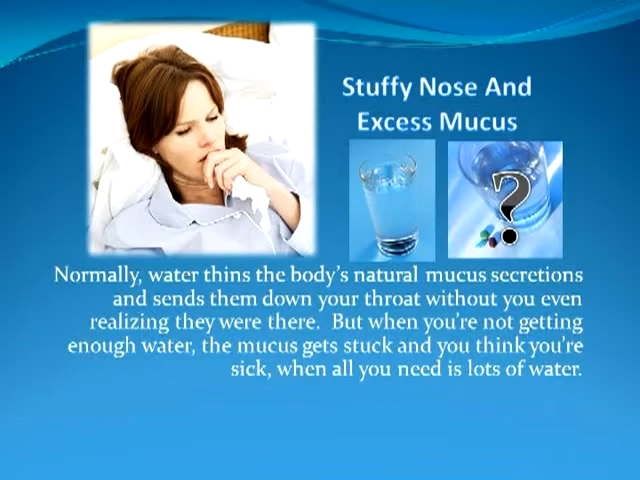 Stuffy Nose And
Excess Mucus
?
Normally, water thins the body's natural mucus secretions
and sends them down your throat without you even
realizing they were there. But when you're not getting
enough water, the mucus gets stuck and you think you're
sick, when all you need is lots of water.